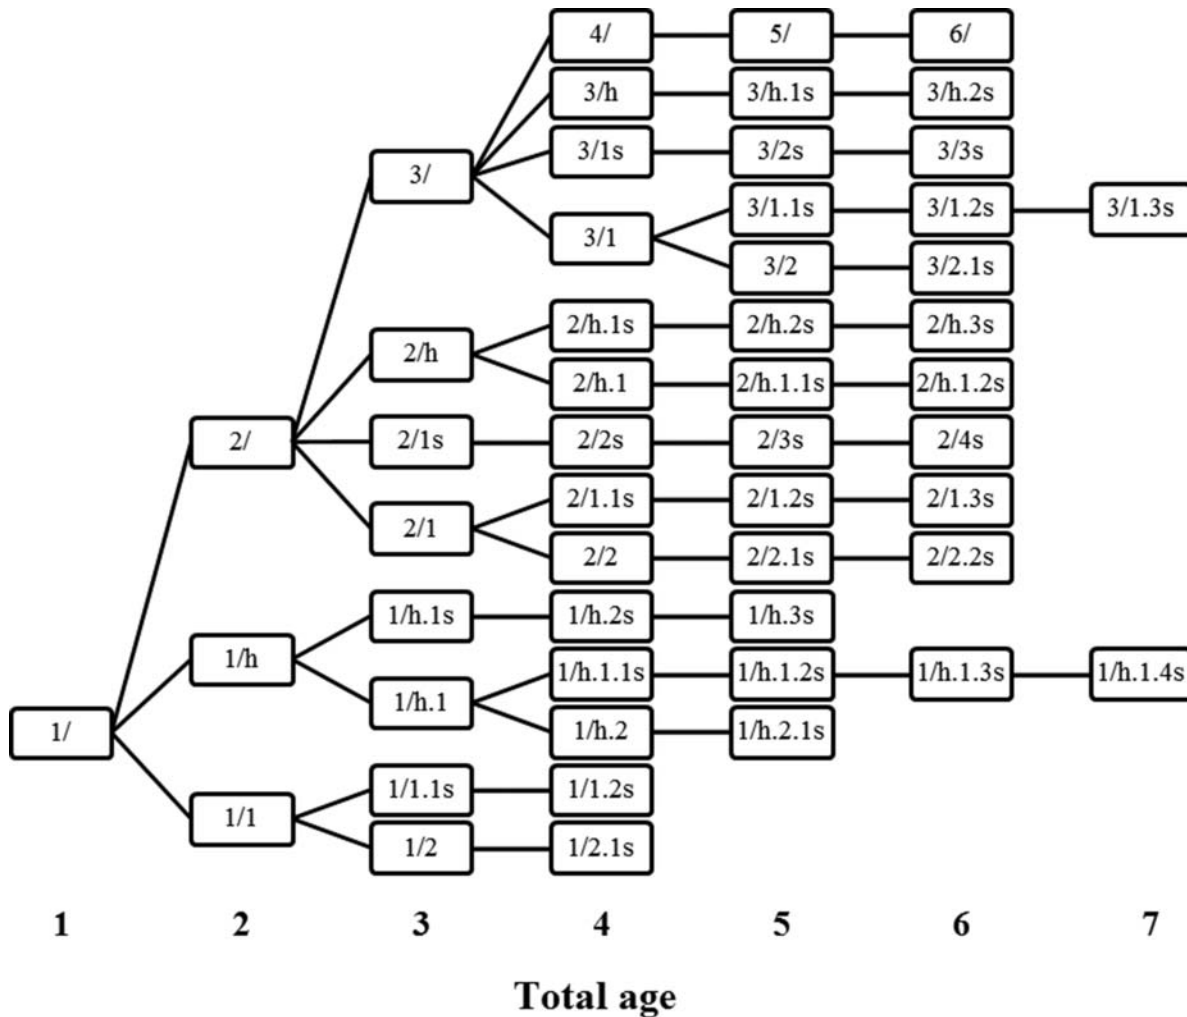 4/ 5/ 6/
3/h 3/h.1s 3/h.2s
3/1s 3/2s 3/3s
3/
3/1.1s 3/1.2s 3/1.3s
3/1
3/2 3/2.1s
2/h.1s 2/h.2s 2/h.3s
2/h
2/h.1 2/h.1.1s 2/h.1.2s
2/ 2/1s 2/2s 2/3s 2/4s
2/1.1s 2/1.2s 2/1.3s
2/1
2/2 2/2.1s 2/2.2s
1/h.1s 1/h.2s 1/h.3s
1/h
1/h.1.1s 1/h.1.2s 1/h.1.3s 1/h.1.4s
1/h.1
1/ 1/h.2 1/h.2.1s
1/1.1s 1/1.2s
1/1
1/2 1/2.1s
1 2 3 4 5 6 7
Total age